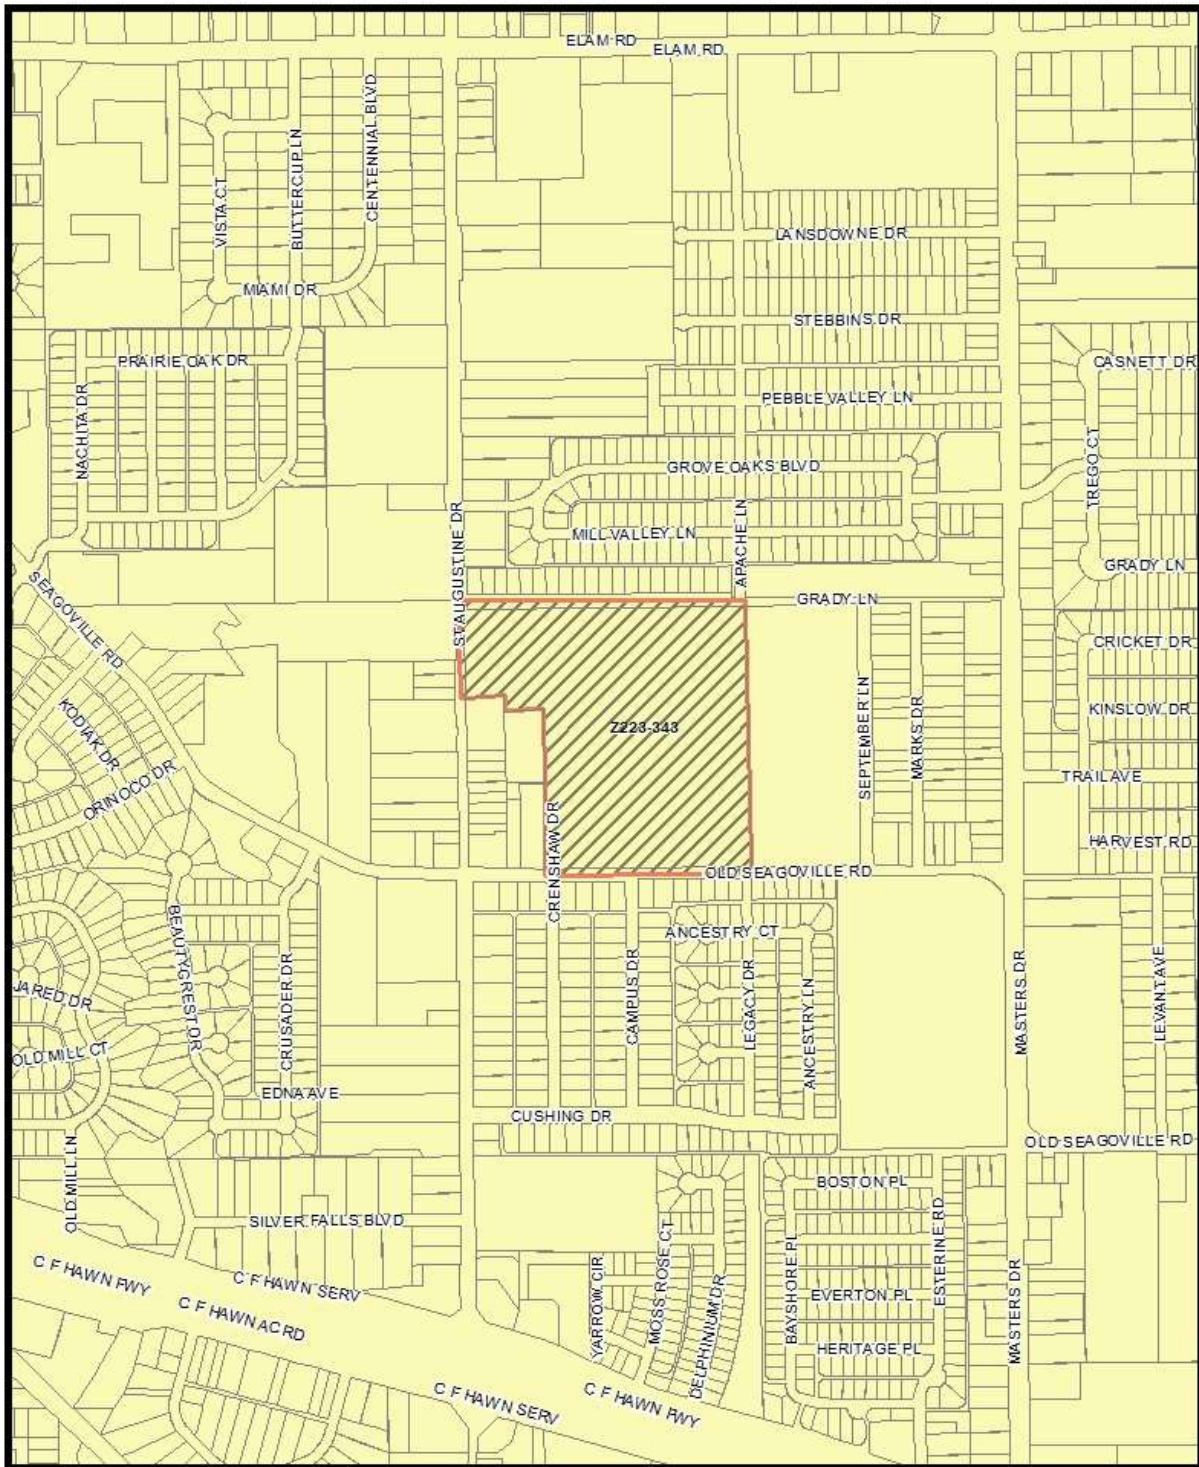 ELAM RD
ELAM RD
CENTENNIAL BLVD
BUTTERCUP LN
VISTA CT
LANSDOWNE DR
MIAMI DR
STEBBINS DR
PRAIRIE OAK DR
CASNETT DR
NACHITA DR
PEBBLE VALLEY LN
GROVE OAKS BLVD
TREGO CT
ST AUGUSTINE DR
MILL VALLEY LN
APACHE LN
GRADY LN
SEAGOVILLE RD
GRADY LN
CRICKET DR
KODIAK DR
Z223-343
SEPTEMBER LN
MARKS DR
KINSLOW DR
ORINOCO DR
TRAIL AVE
CRENSHAW DR
HARVEST RD
OLD SEAGOVILLE RD
BEAUTYCREST DR
ANCESTRY CT
CRUSADER DR
CAMPUS DR
LEGACY DR
ANCESTRY LN
MASTERS DR
LEVANT AVE
JARED DR
OLD MILL CT
EDNA AVE
CUSHING DR
OLD SEAGOVILLE RD
OLD MILL LN
BOSTON PL
SILVER FALLS BLVD
ESTERINE RD
C F HAWN FWY
C F HAWN SERV
YARROW CIR
MOSS ROSE CT
DELPHINIUM DR
BAYSHORE PL
EVERTON PL
MASTERS DR
C F HAWN AC RD
HERITAGE PL
C F HAWN SERV
C F HAWN FWY